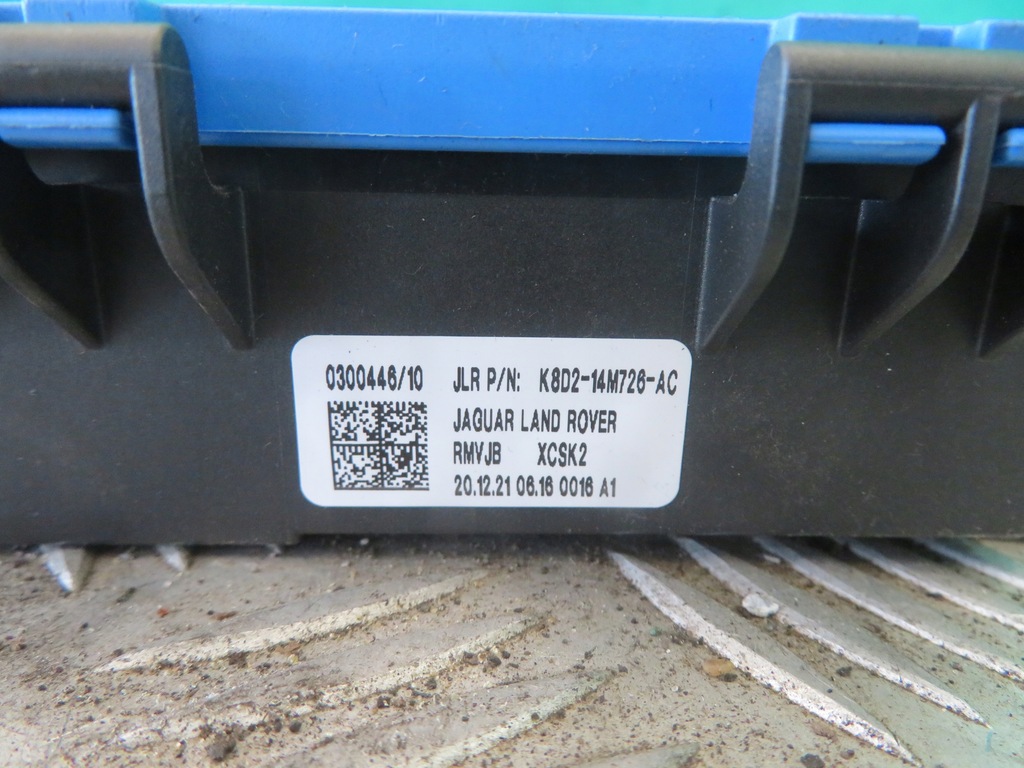 0300446/10 JLR P/N: K8D2-14M726-AC
JAGUAR LAND ROVER
RMVJB XCSK2
20.12.21 06.16 0016 A1